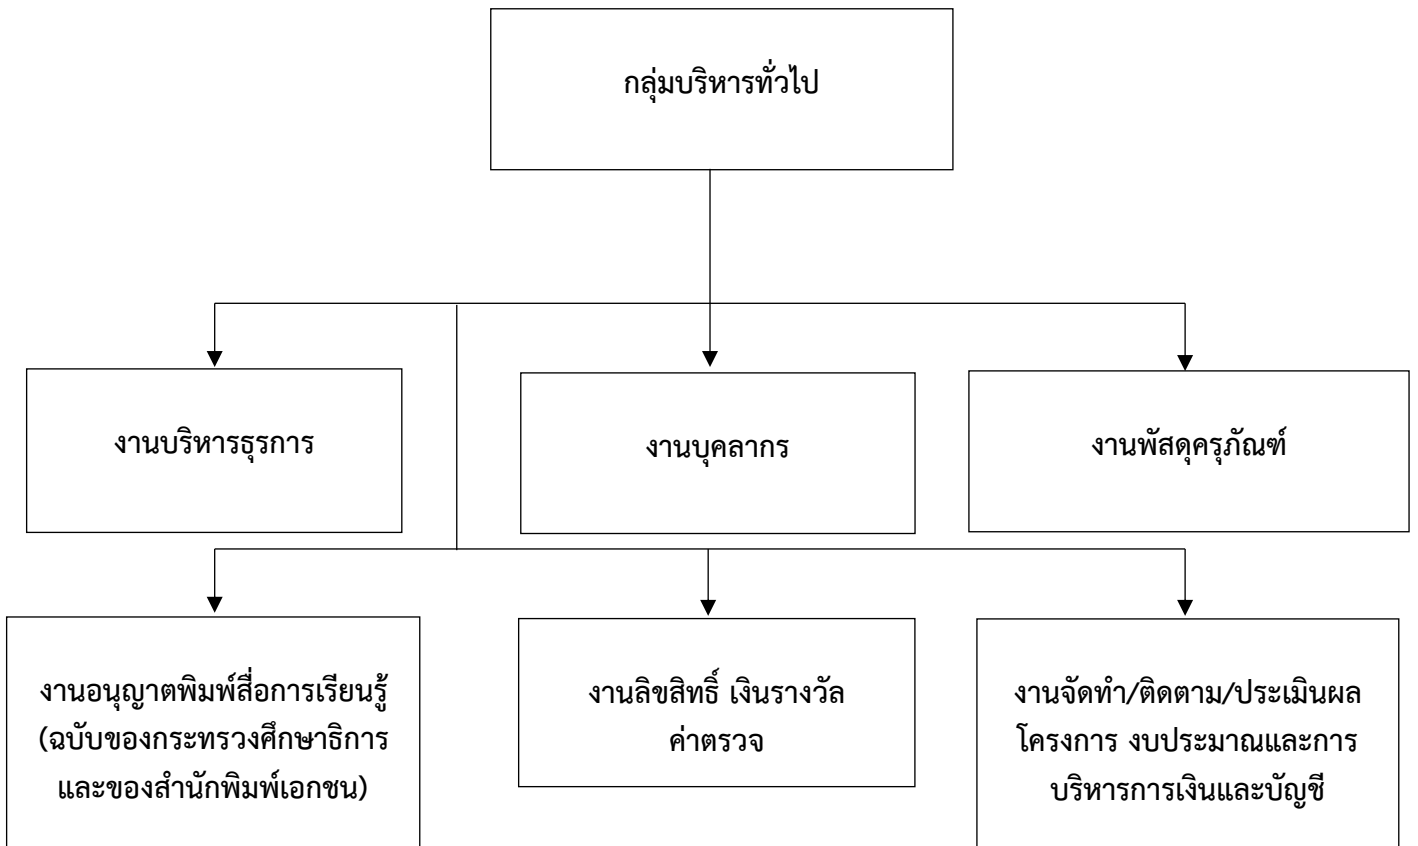 กลุ่มบริหารทั่วไป
งานบริหารธุรการ
งานบุคลากร
งานพัสดุครุภัณฑ์
งานอนุญาตพิมพ์สื่อการเรียนรู้
(ฉบับของกระทรวงศึกษาธิการ
และของสำนักพิมพ์เอกชน)
งานลิขสิทธิ์ เงินรางวัล
ค่าตรวจ
งานจัดทำ/ติดตาม/ประเมินผล
โครงการ งบประมาณและการ
บริหารการเงินและบัญชี